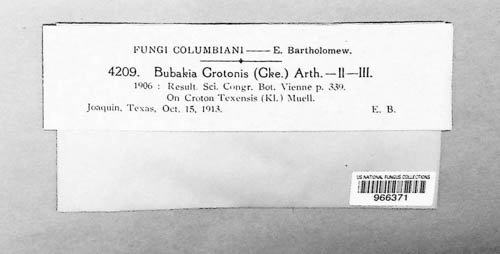 FUNGI COLUMBIANI —— E. Bartholomew.
4209. Bubakia Crotonis (Cke.) Arth.—II—III.
1906 : Result. Sci. Congr. Bot. Vienne p. 339.
On Croton Texensis (Kl.) Muell.
Joaquin, Texas, Oct. 15, 1913. E. B.
US NATIONAL FUNGUS COLLECTIONS
966371